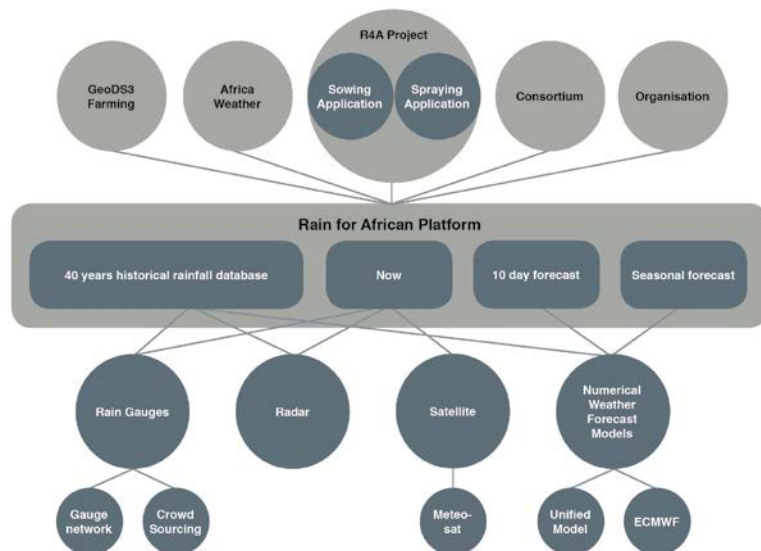 R4A Project
GeoDS3
Farming
Africa
Weather
Sowing
Application
Spraying
Application
Consortium
Organisation
Rain for African Platform
40 years historical rainfall database
Now
10 day forecast
Seasonal forecast
Rain Gauges
Radar
Satellite
Numerical
Weather
Forecast
Models
Gauge
network
Crowd
Sourcing
Meteo-
sat
Unified
Model
ECMWF